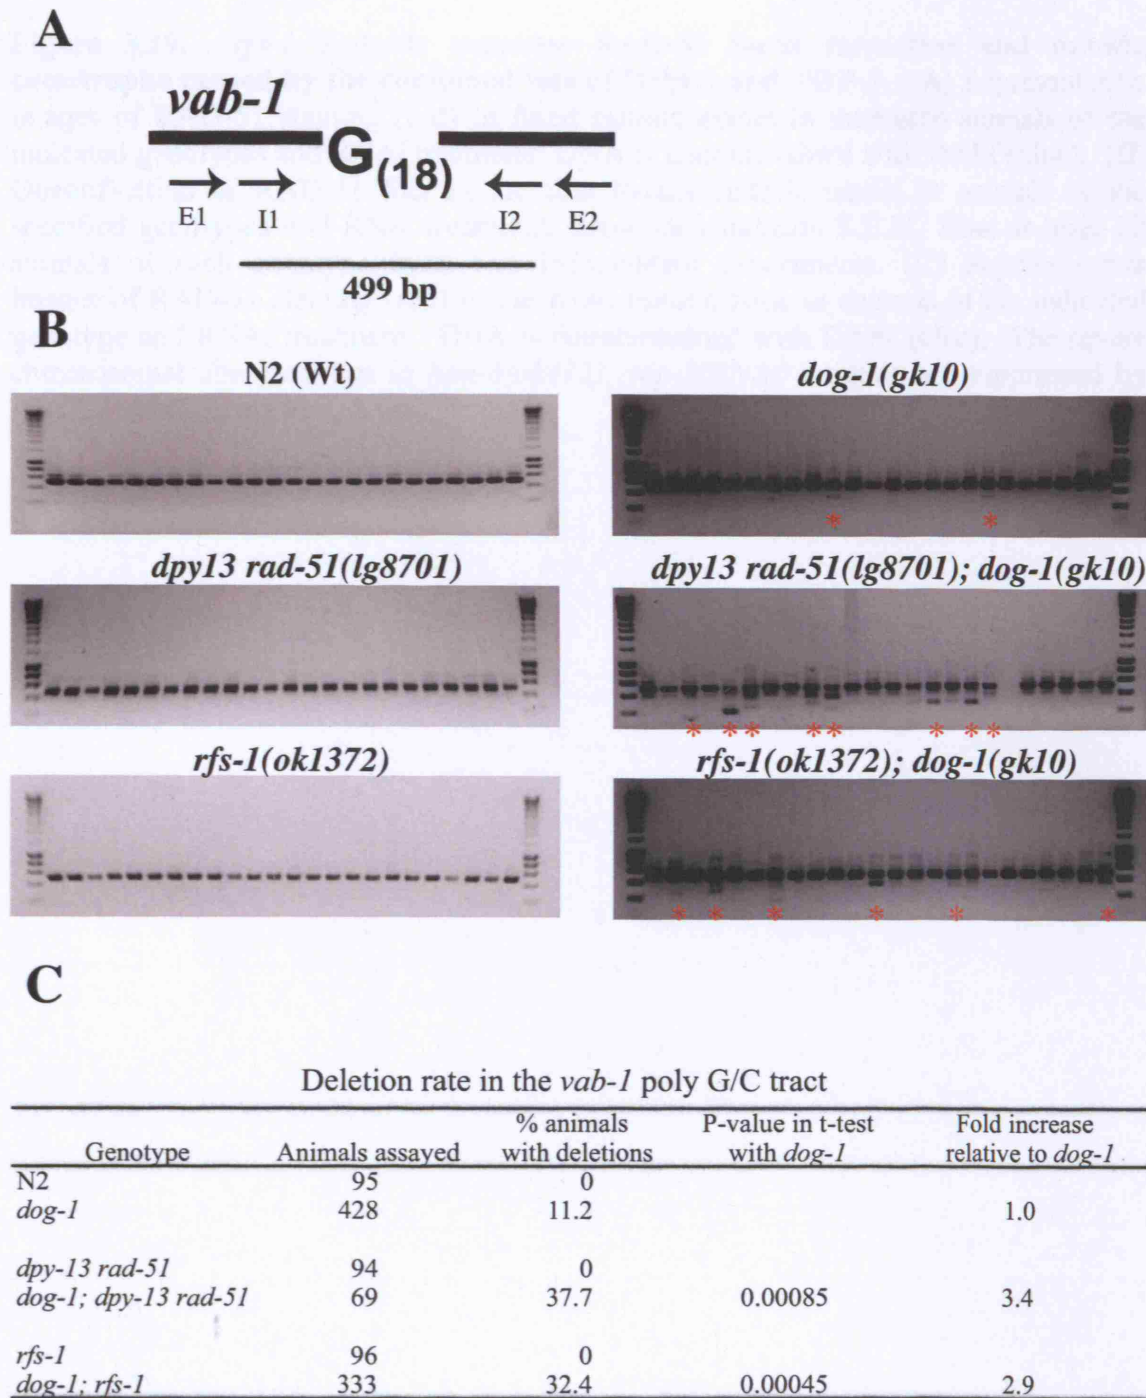 A
vab-1
G(18)
E1 I1 I2 E2
499 bp
B
N2 (Wt) dog-1(gk10)
* *
dpy13 rad-51(lg8701) dpy13 rad-51(lg8701); dog-1(gk10)
* * * * * * * *
rfs-1(ok1372) rfs-1(ok1372); dog-1(gk10)
* * * * * *
C
Deletion rate in the vab-1 poly G/C tract
% animals P-value in t-test Fold increase
Genotype Animals assayed with deletions with dog-1 relative to dog-1
N2 95 0
dog-1 428 11.2 1.0
dpy-13 rad-51 94 0
dog-1; dpy-13 rad-51 69 37.7 0.00085 3.4
rfs-1 96 0
dog-1; rfs-1 333 32.4 0.00045 2.9